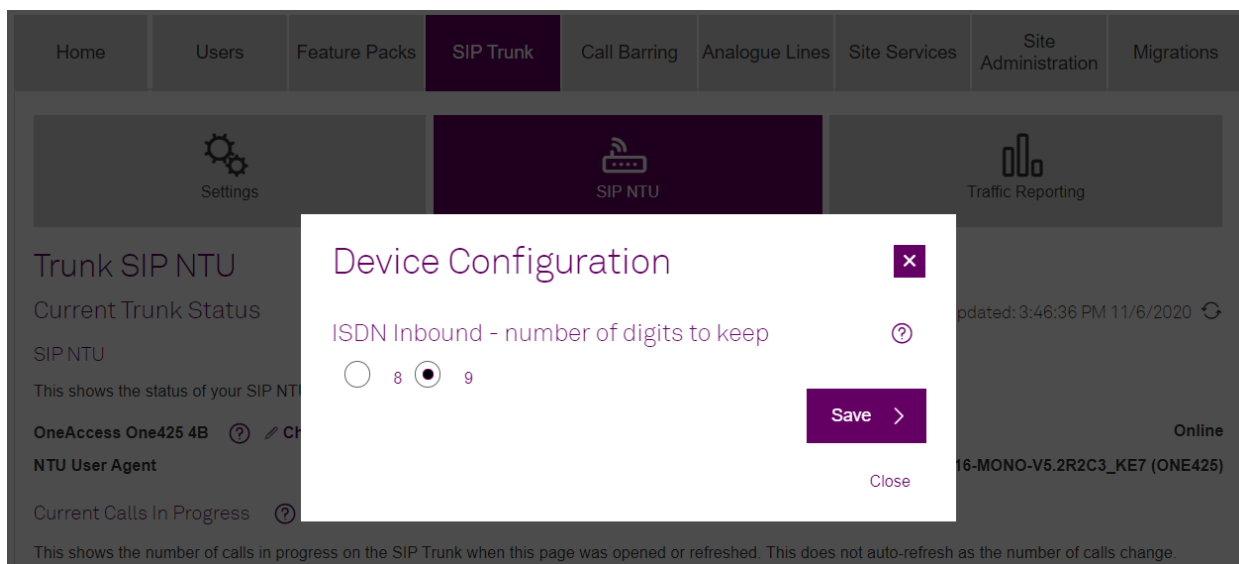 Home Users Feature Packs SIP Trunk Call Barring Analogue Lines Site Services Site Administration Migrations
Settings SIP NTU Traffic Reporting
Trunk SIP NTU
Device Configuration
Current Trunk Status
pdated: 3:46:36 PM 11/6/2020
ISDN Inbound - number of digits to keep
SIP NTU
8 9
This shows the status of your SIP NT
Save
OneAccess One425 4B Ch Online
NTU User Agent 16-MONO-V5.2R2C3_KE7 (ONE425)
Close
Current Calls In Progress
This shows the number of calls in progress on the SIP Trunk when this page was opened or refreshed. This does not auto-refresh as the number of calls change.